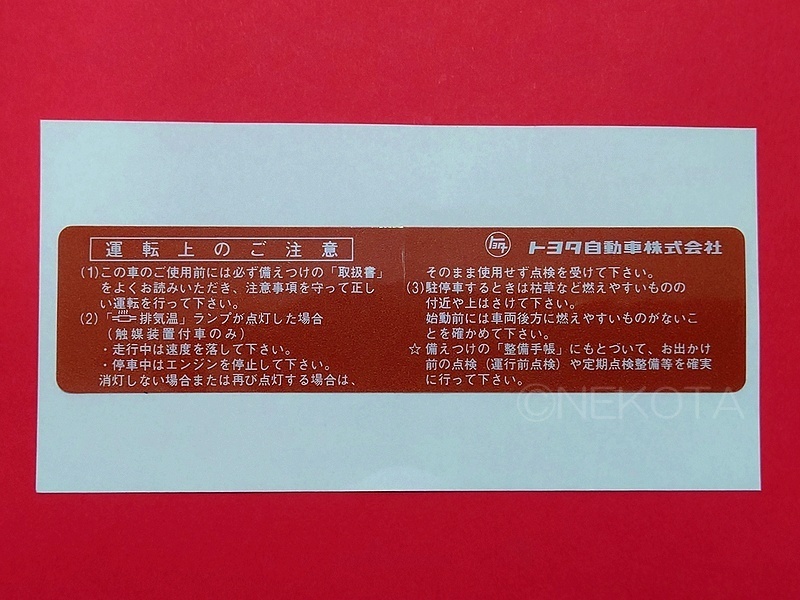 運転上のご注意
(1)この車のご使用前には必ず備えつけの「取扱書」
をよくお読みいただき、注意事項を守って正し
い運転を行って下さい。
(2)「排気温」ランプが点灯した場合
(触媒装置付車のみ)
・走行中は速度を落して下さい。
・停車中はエンジンを停止して下さい。
消灯しない場合または再び点灯する場合は、
トヨタ トヨタ自動車株式会社
そのまま使用せず点検を受けて下さい。
(3)駐停車するときは枯草など燃えやすいものの
付近や上はさけて下さい。
始動前には車両後方に燃えやすいものがないこ
とを確かめて下さい。
☆備えつけの「整備手帳」にもとづいて、お出かけ
前の点検(運行前点検)や定期点検整備等を確実
に行って下さい。
©NEKOTA